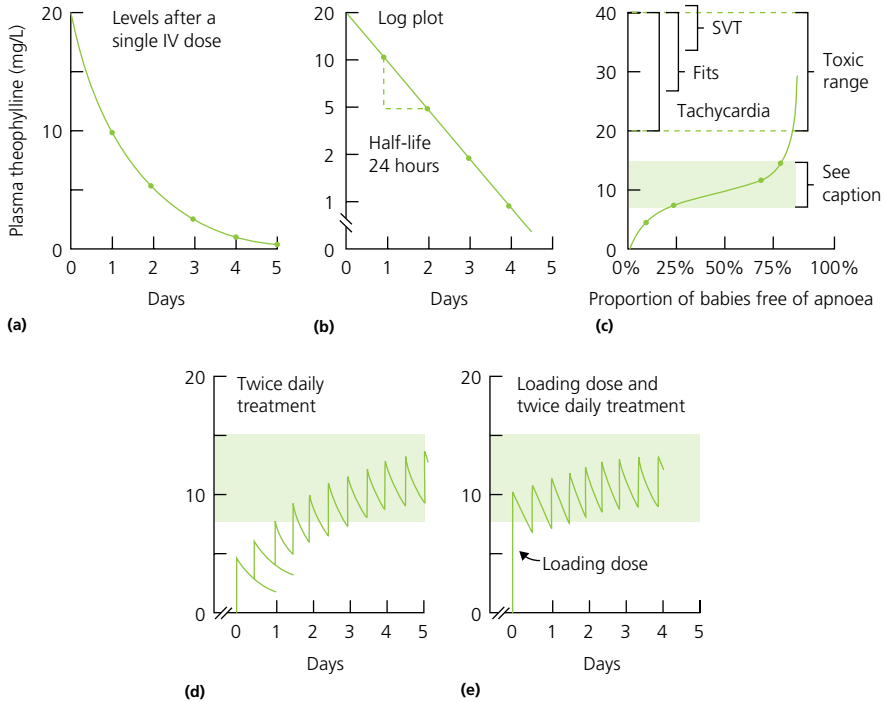 Plasma theophylline (mg/L)
20
10
0
Levels after a
single IV dose
0 1 2 3 4 5
Days
(a)
20
10
5
2
1
0
Log plot
Half-life
24 hours
0 1 2 3 4 5
Days
(b)
40
30
20
10
0
SVT
Fits
Tachycardia
Toxic
range
See
caption
0% 25% 50% 75% 100%
Proportion of babies free of apnoea
(c)
20
10
0
Twice daily
treatment
0 1 2 3 4 5
Days
(d)
20
10
0
Loading dose and
twice daily treatment
Loading dose
0 1 2 3 4 5
Days
(e)